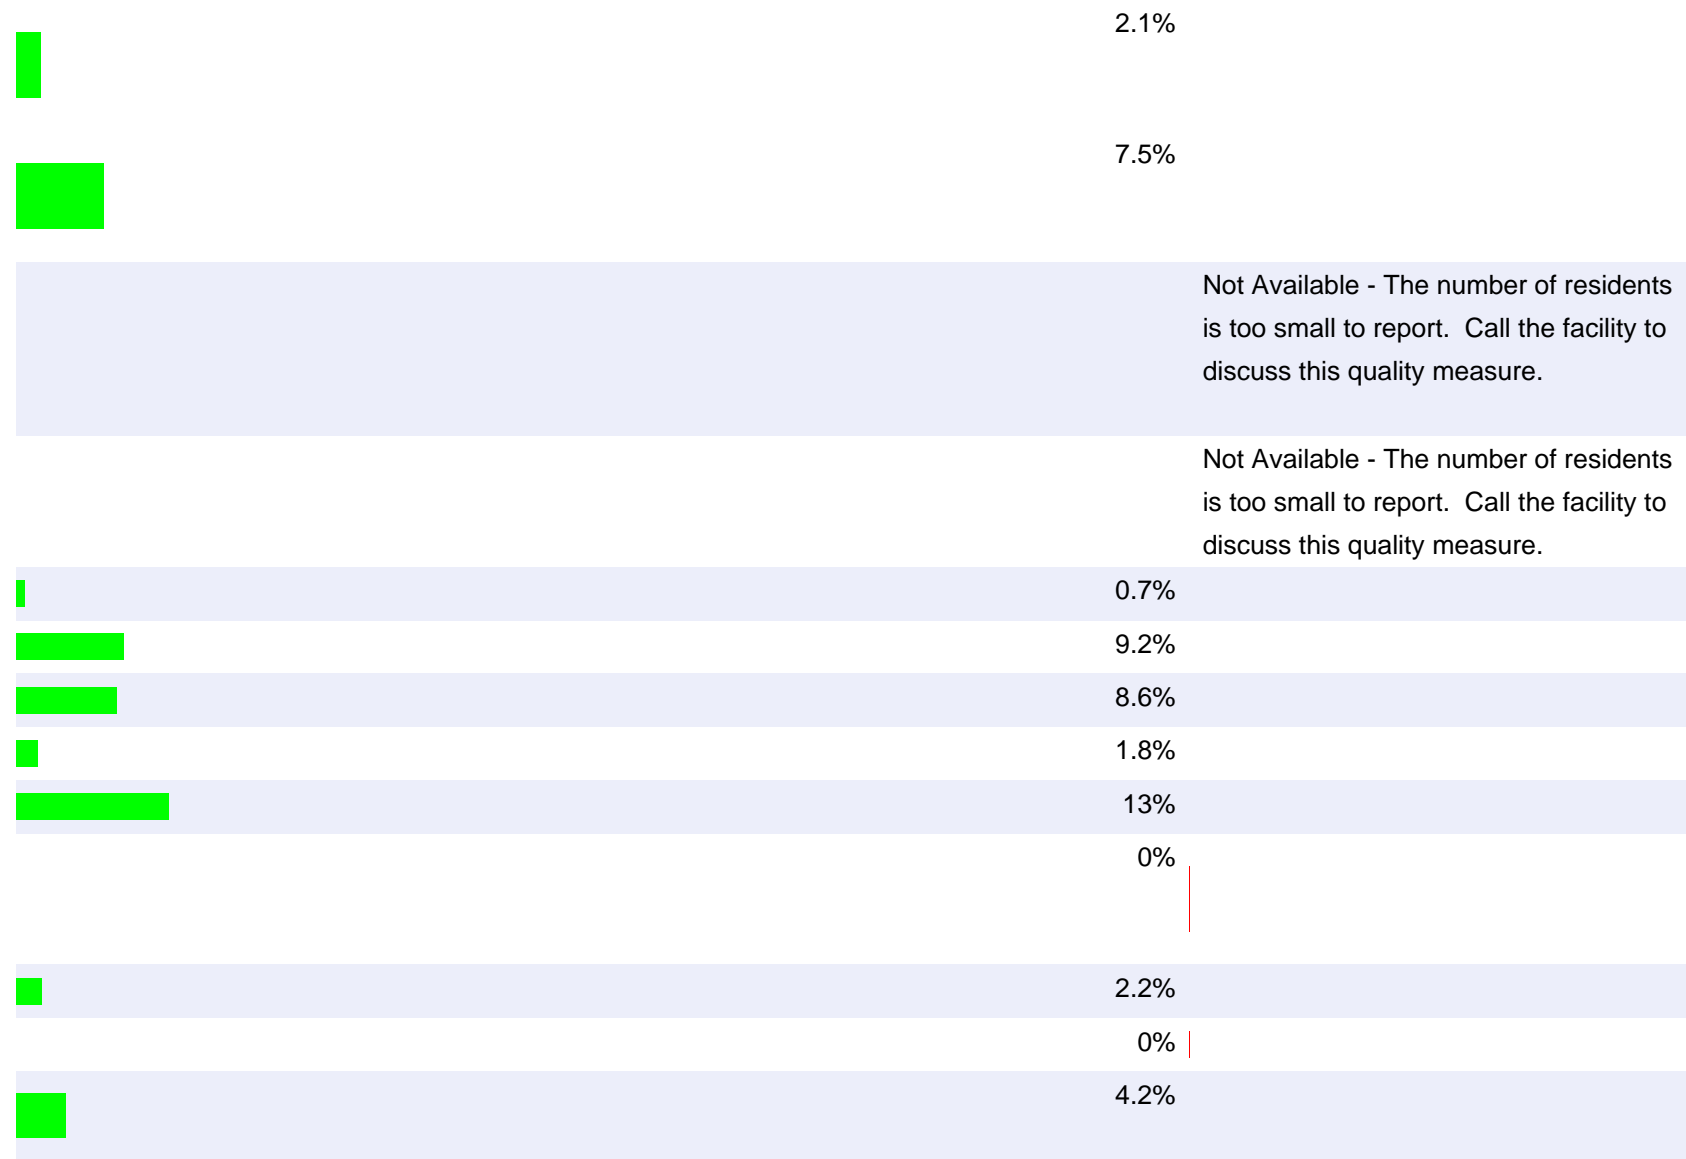 2.1%
7.5%
Not Available - The number of residents
is too small to report.  Call the facility to
discuss this quality measure.
Not Available - The number of residents
is too small to report.  Call the facility to
discuss this quality measure.
0.7%
9.2%
8.6%
1.8%
13%
0%
2.2%
0%
4.2%